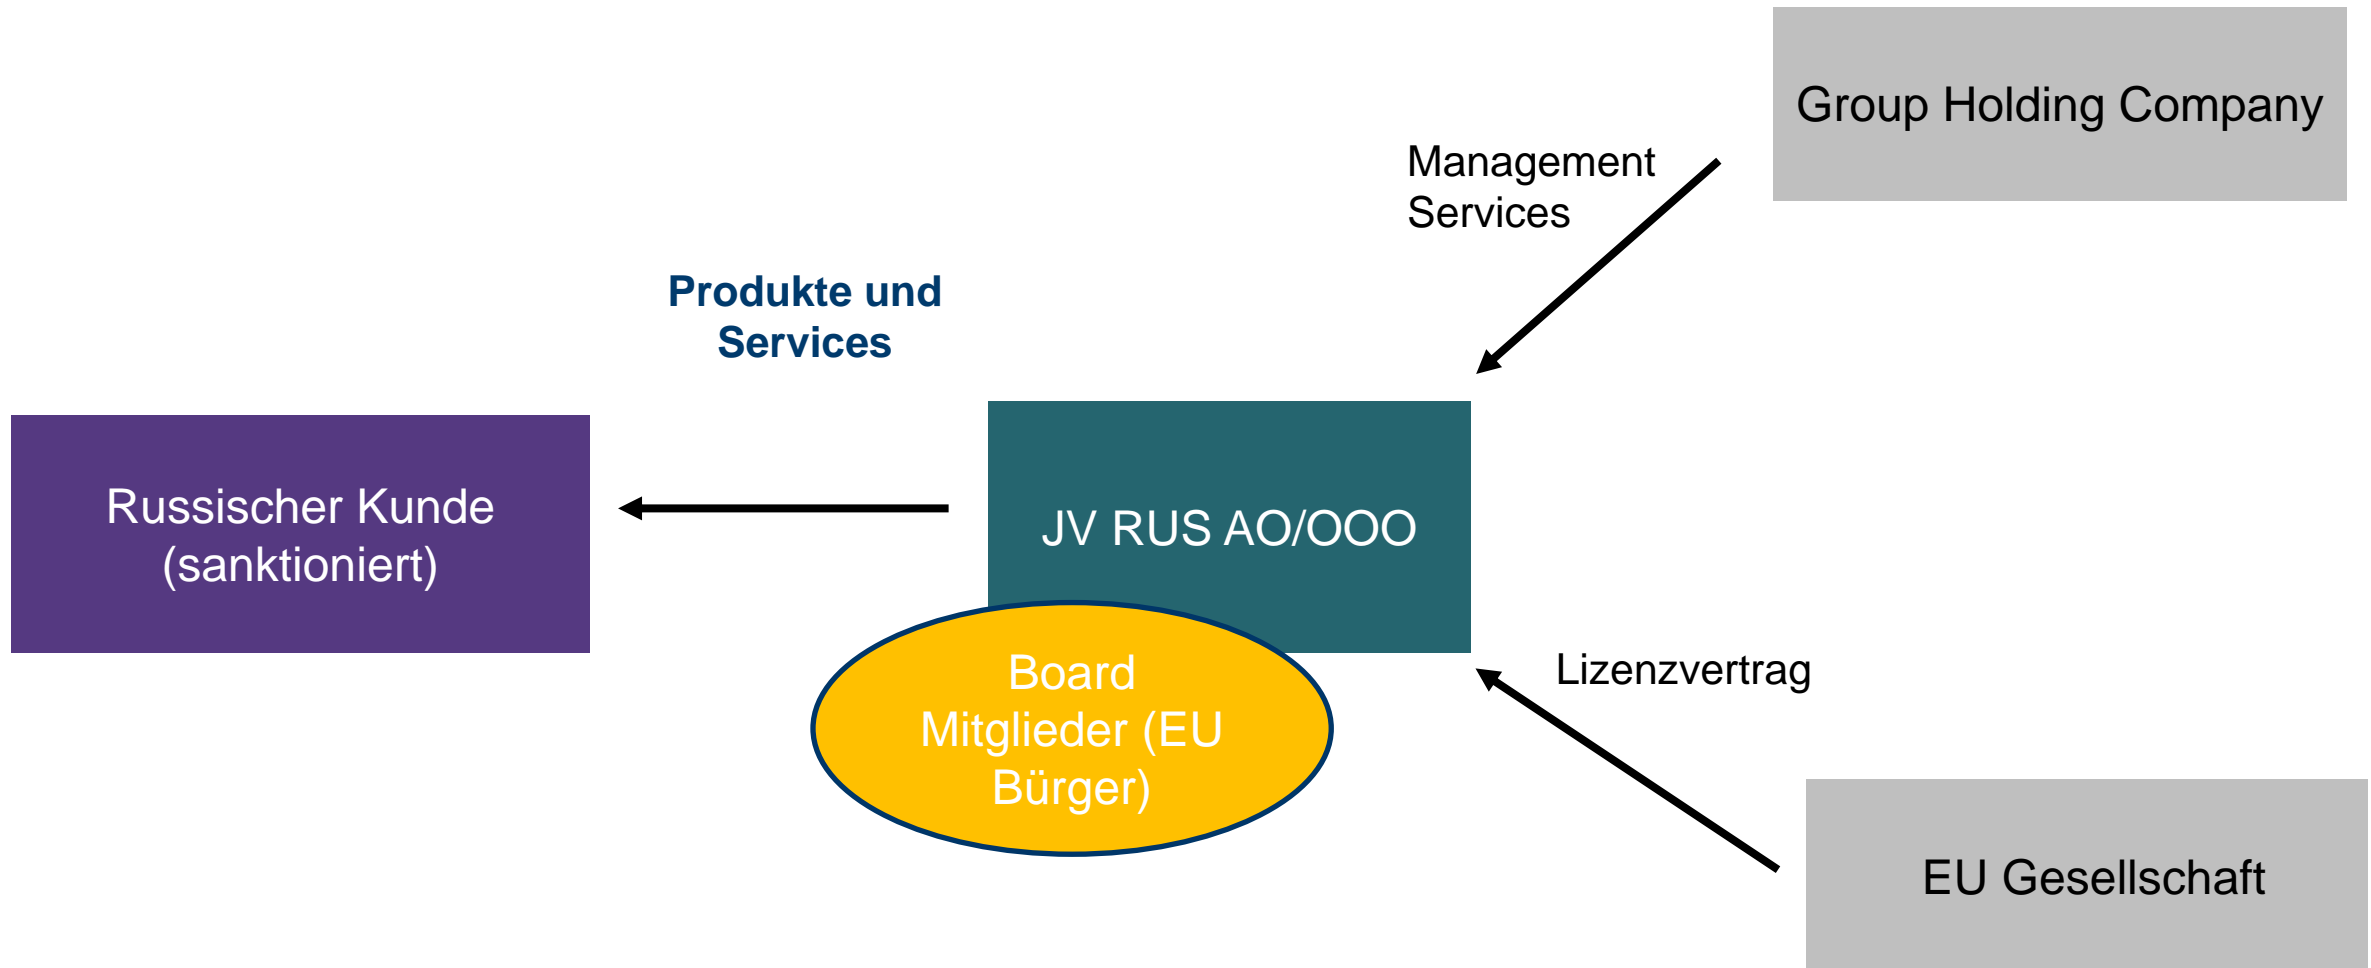 Group Holding Company
Management
Services
Produkte und
Services
Russischer Kunde
(sanktioniert)
JV RUS AO/OOO
Board
Mitglieder (EU
Bürger)
Lizenzvertrag
EU Gesellschaft